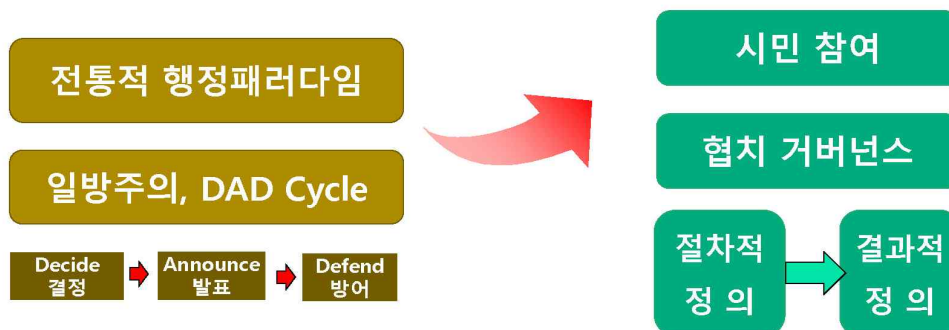 전통적 행정패러다임
일방주의, DAD Cycle
Decide
결정
Announce
발표
Defend
방어
시민 참여
협치 거버넌스
절차적
정 의
결과적
정 의